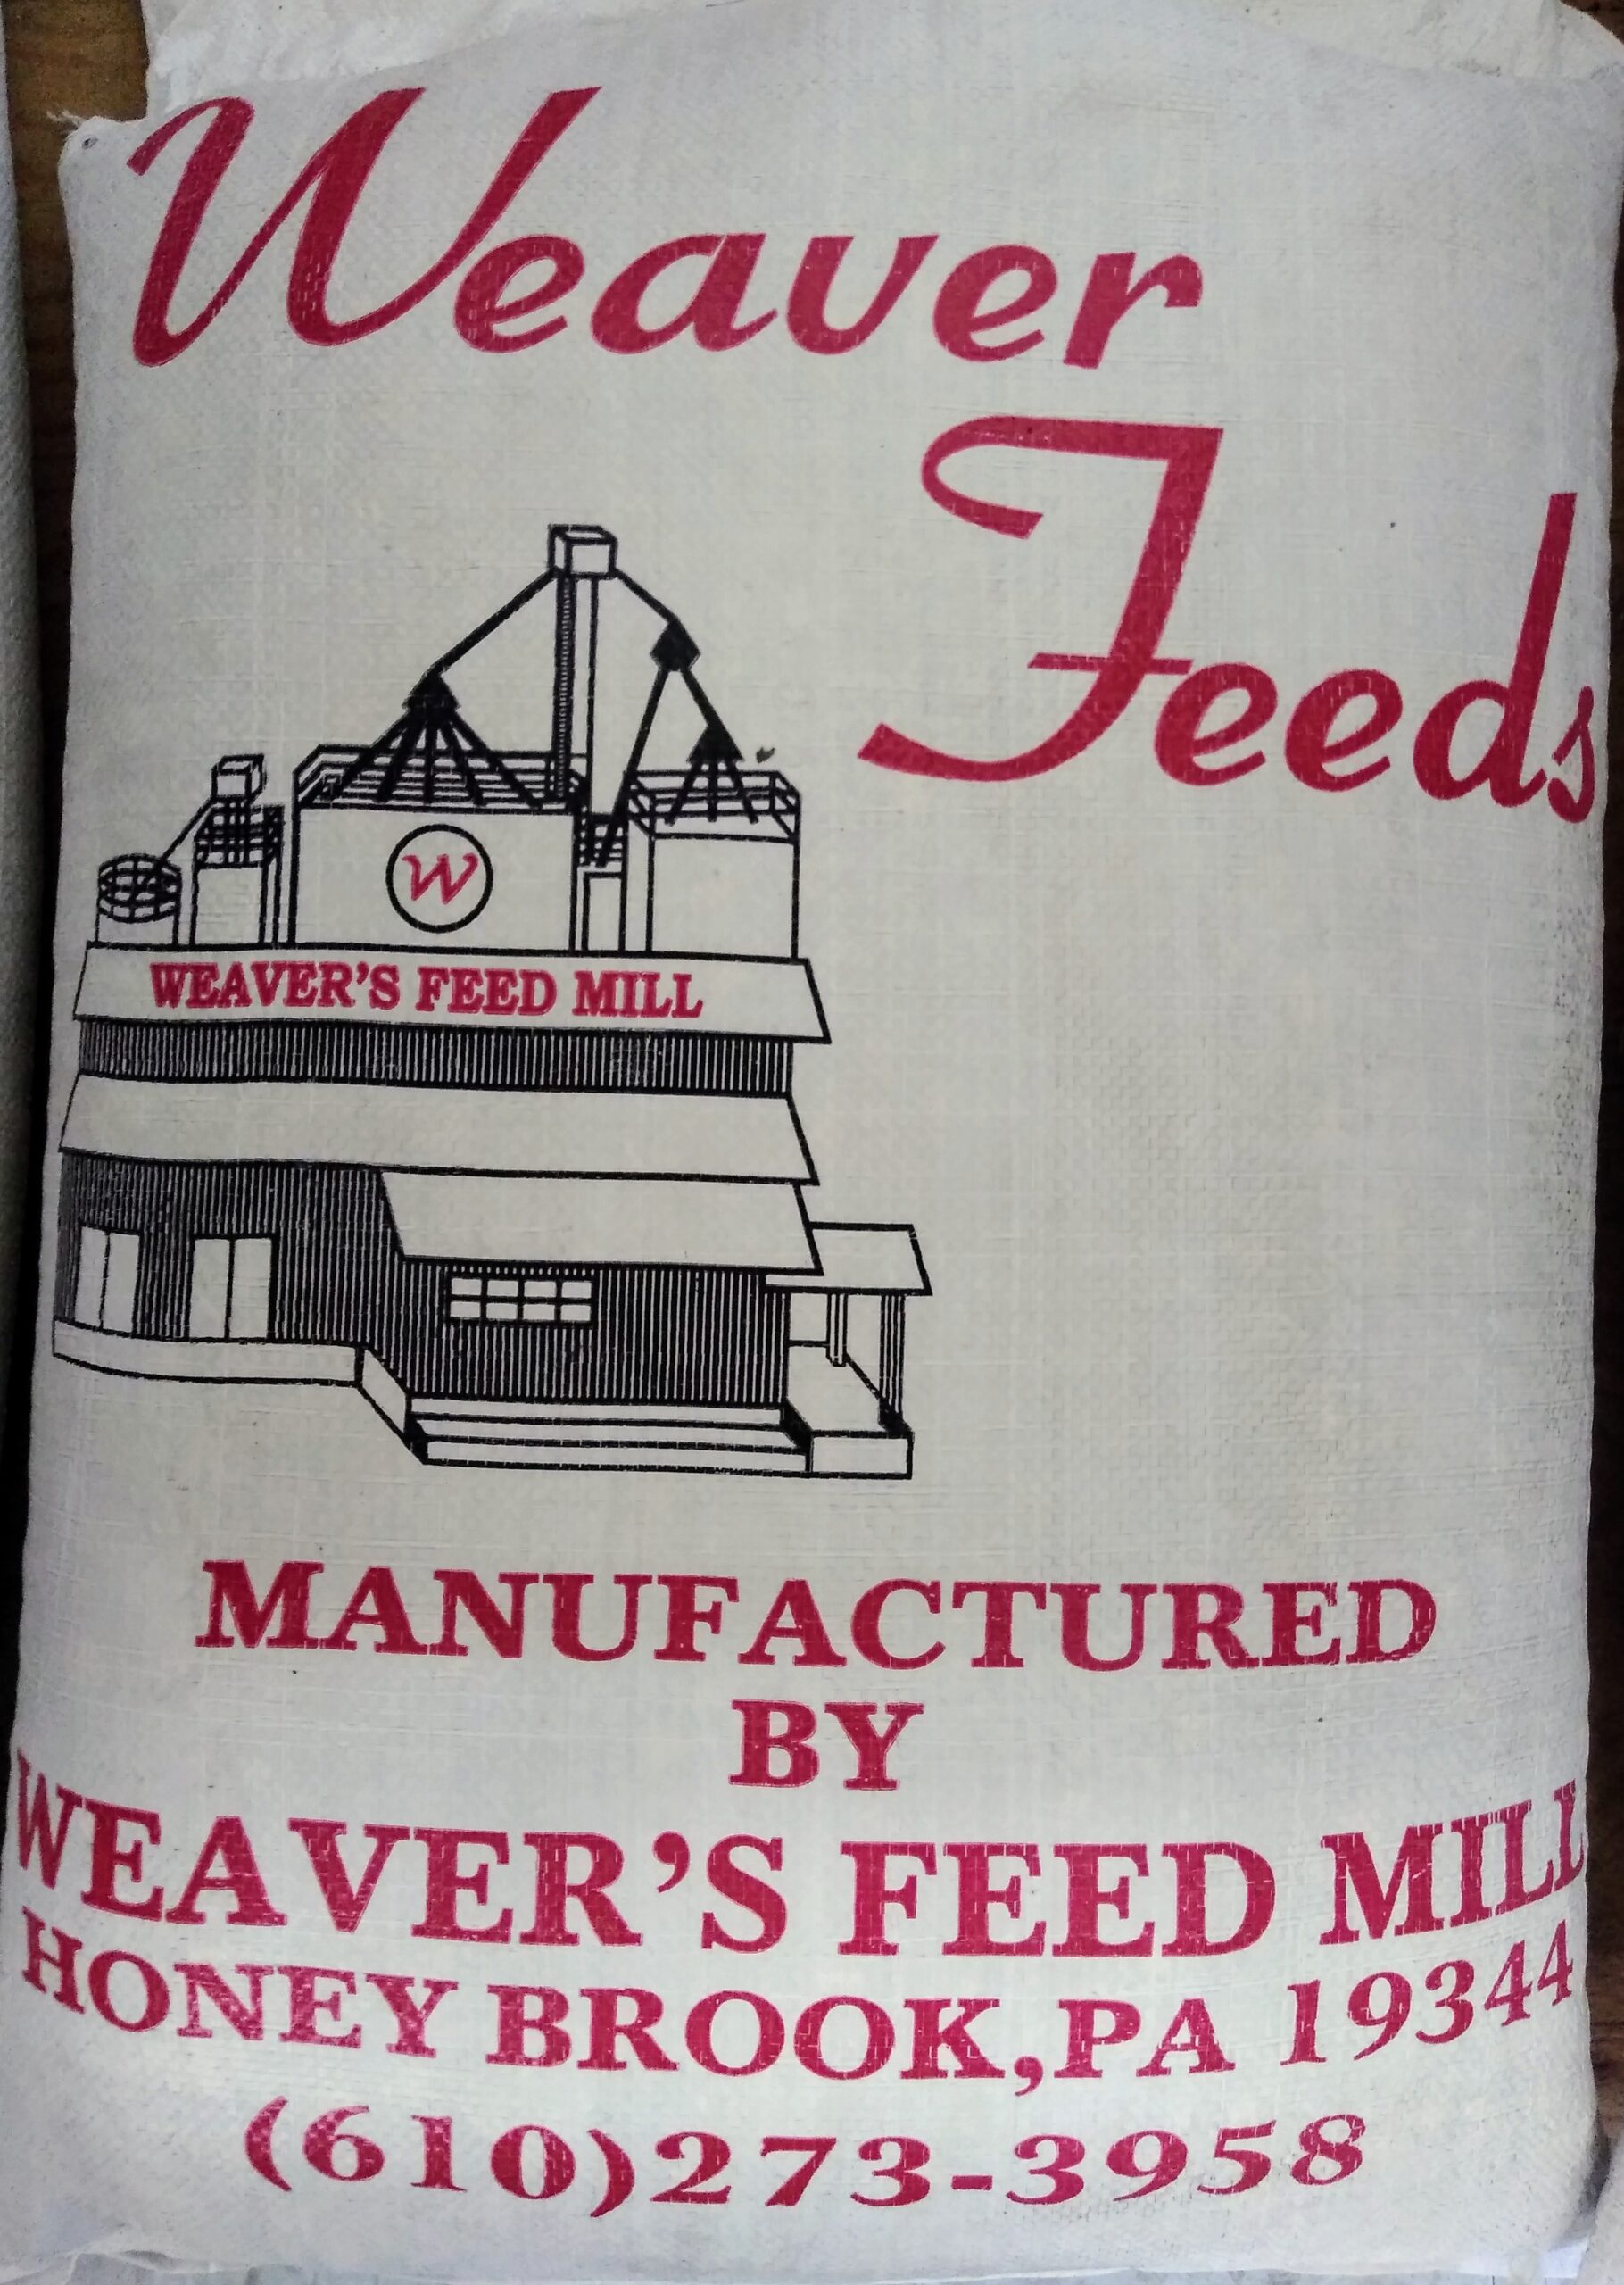 Weaver
Feeds
W
WEAVER'S FEED MILL
MANUFACTURED
BY
WEAVER'S FEED MILL
HONEY BROOK,PA 19344
(610)273-3958